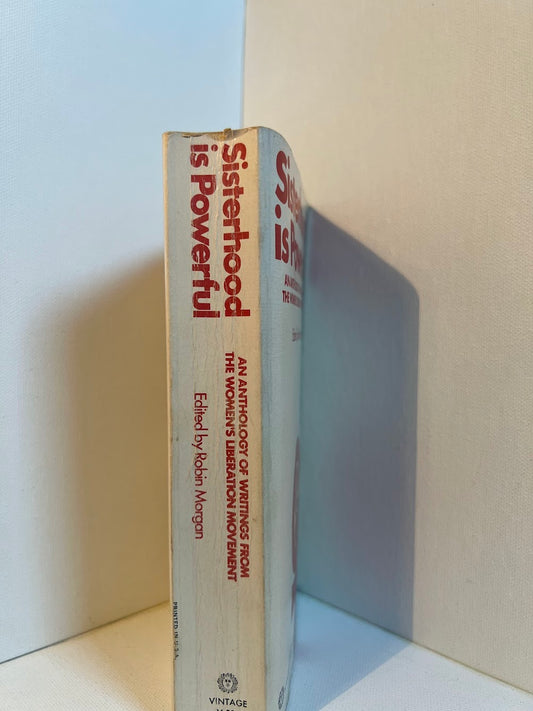 Sisterhood
is Powerful
AN ANTHOLOGY OF WRITINGS FROM
THE WOMEN'S LIBERATION MOVEMENT
Edited by Robin Morgan
PRINTED IN U.S.A.
VINTAGE
is